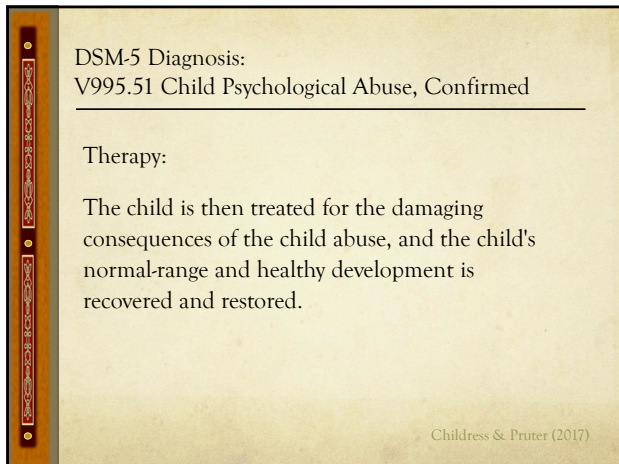 DSM-5 Diagnosis:
V995.51 Child Psychological Abuse, Confirmed
Therapy:
The child is then treated for the damaging
consequences of the child abuse, and the child's
normal-range and healthy development is
recovered and restored.
Childress & Pruter (2017)